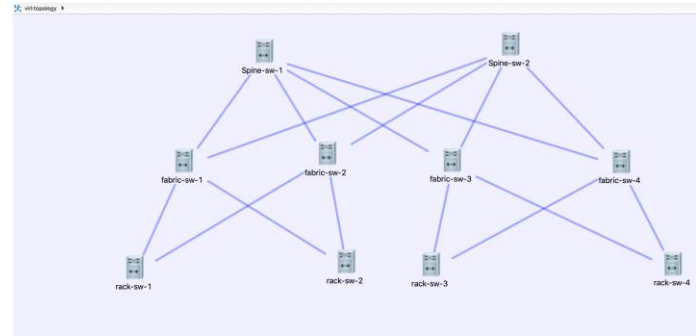 virl:topology
Spine-sw-1
Spine-sw-2
fabric-sw-1
fabric-sw-2
fabric-sw-3
fabric-sw-4
rack-sw-1
rack-sw-2
rack-sw-3
rack-sw-4